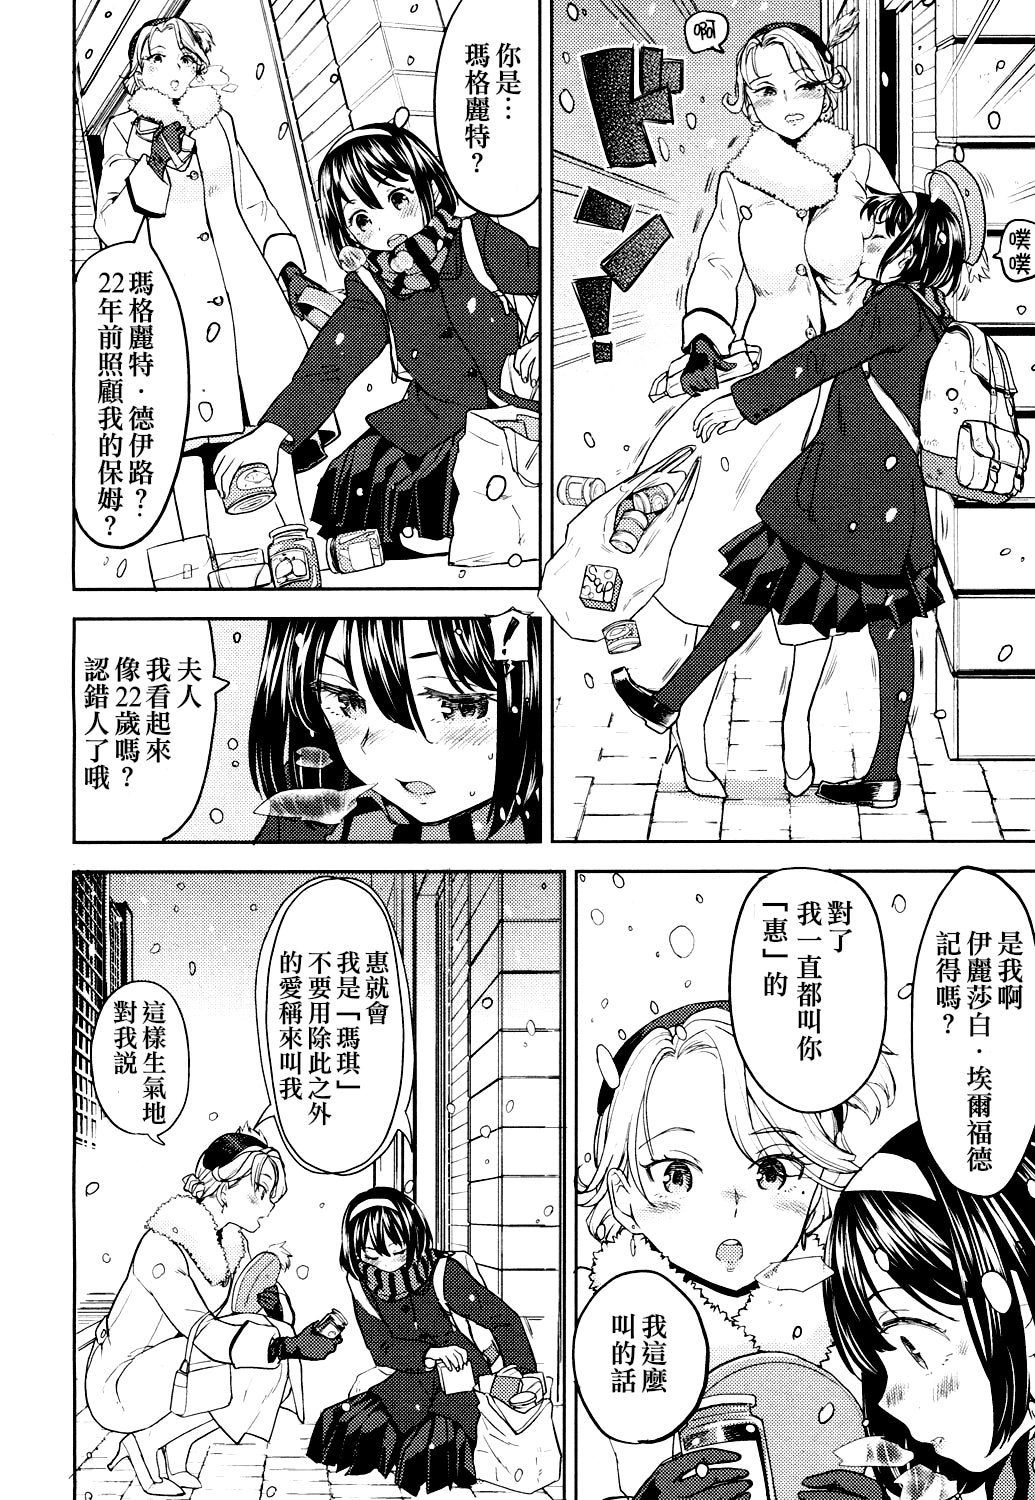 啊
噗
噗
ドン!!
你是…
瑪格麗特？
瑪格麗特．德伊路？
22年前照顧我的保姆？
！
夫人
我看起來
像22歲嗎？
認錯人了哦
是我啊
伊麗莎白．埃爾福德
記得嗎？
對了
我一直都叫你
「惠」的
我這麼
叫的話
惠就會
我是「瑪琪」
不要用除此之外
的愛稱來叫我
這樣生氣地
對我説